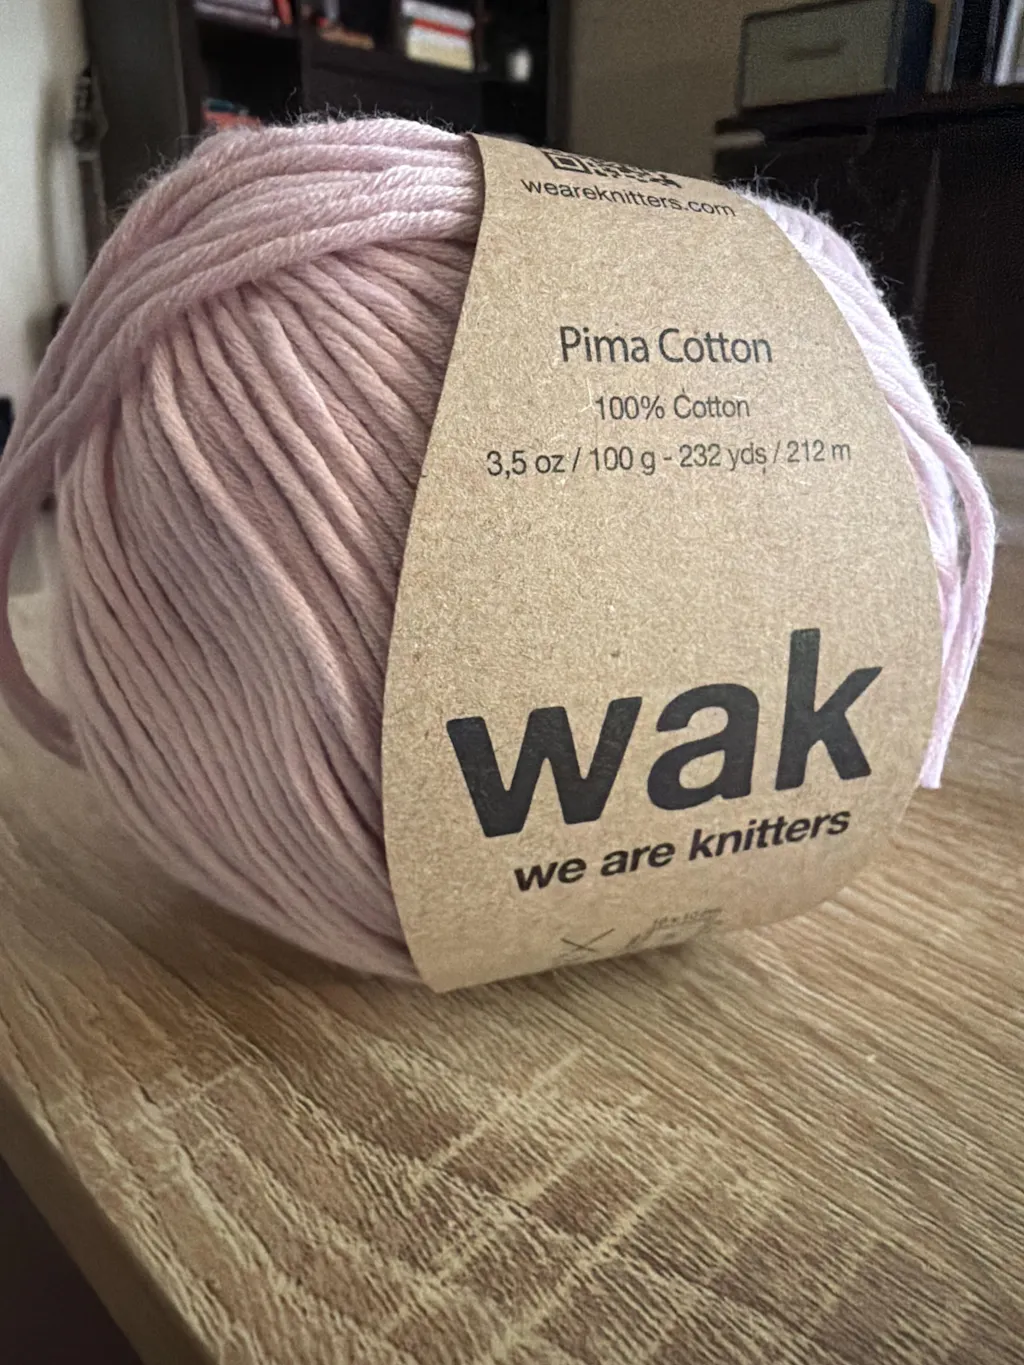 weareknitters.com
Pima Cotton
100% Cotton
3,5 oz / 100 g - 232 yds / 212 m
wak
we are knitters